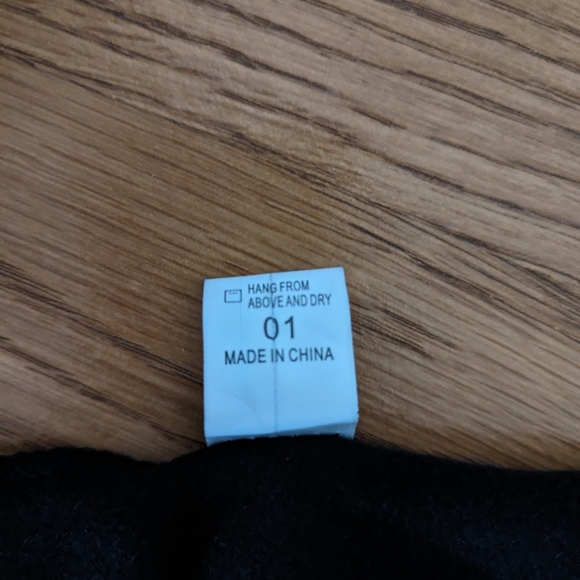 HANG FROM
ABOVE AND DRY
01
MADE IN CHINA